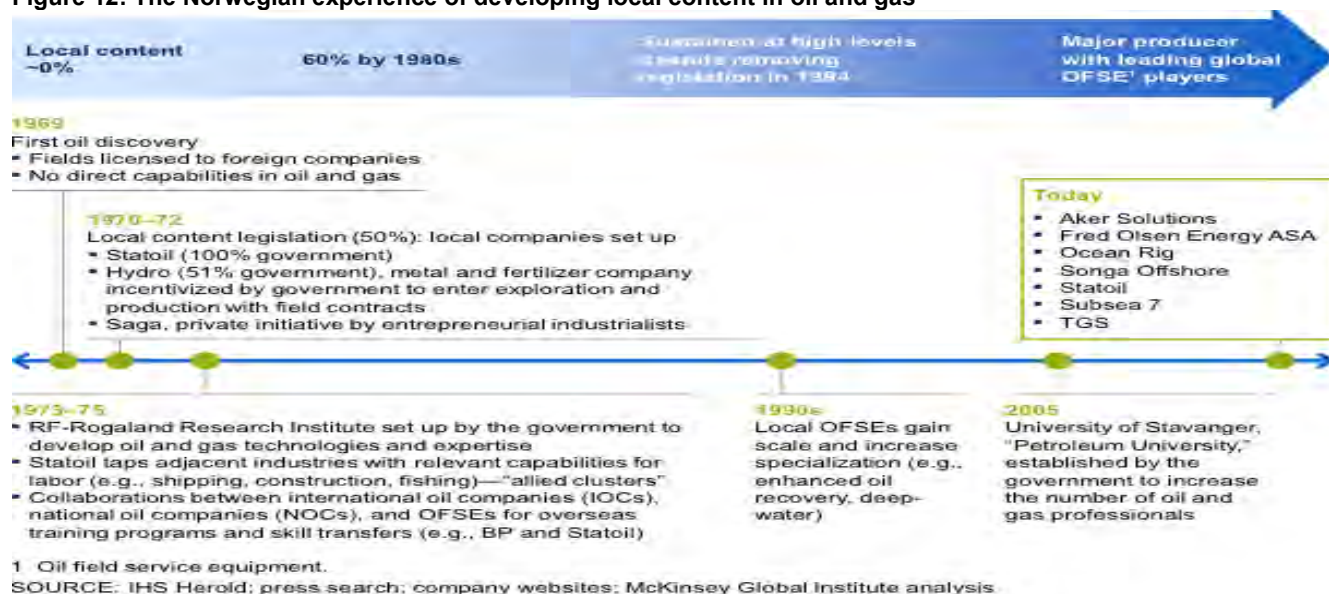 Figure 12: The Norwegian experience of developing local content in oil and gas
Local content
~0%
60% by 1980s
Sustained at high levels
despite removing
legislation in 1994
Major producer
with leading global
OFSE¹ players
1969
First oil discovery
▪ Fields licensed to foreign companies
▪ No direct capabilities in oil and gas
1970–72
Local content legislation (50%): local companies set up
▪ Statoil (100% government)
▪ Hydro (51% government), metal and fertilizer company
incentivized by government to enter exploration and
production with field contracts
▪ Saga, private initiative by entrepreneurial industrialists
Today
▪ Aker Solutions
▪ Fred Olsen Energy ASA
▪ Ocean Rig
▪ Songa Offshore
▪ Statoil
▪ Subsea 7
▪ TGS
1973–75
▪ RF-Rogaland Research Institute set up by the government to
develop oil and gas technologies and expertise
▪ Statoil taps adjacent industries with relevant capabilities for
labor (e.g., shipping, construction, fishing)—"allied clusters"
▪ Collaborations between international oil companies (IOCs),
national oil companies (NOCs), and OFSEs for overseas
training programs and skill transfers (e.g., BP and Statoil)
1990s
Local OFSEs gain
scale and increase
specialization (e.g.,
enhanced oil
recovery, deep-
water)
2005
University of Stavanger,
"Petroleum University,"
established by the
government to increase
the number of oil and
gas professionals
1 Oil field service equipment.
SOURCE: IHS Herold; press search; company websites; McKinsey Global Institute analysis